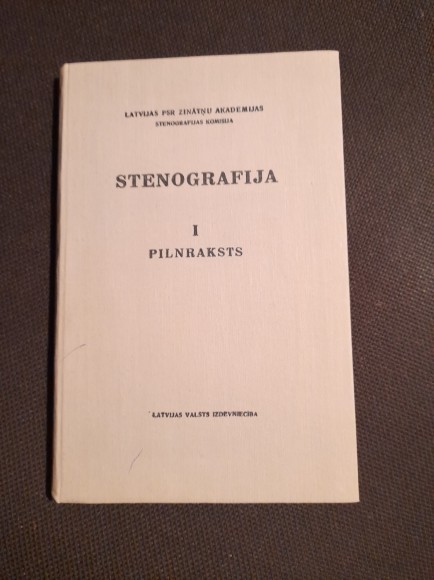 LATVIJAS PSR ZINĀTŅU AKADEMIJAS
STENOGRAFIJAS KOMISIJA
STENOGRAFIJA
I
PILNRAKSTS
LATVIJAS VALSTS IZDEVNIECĪBA